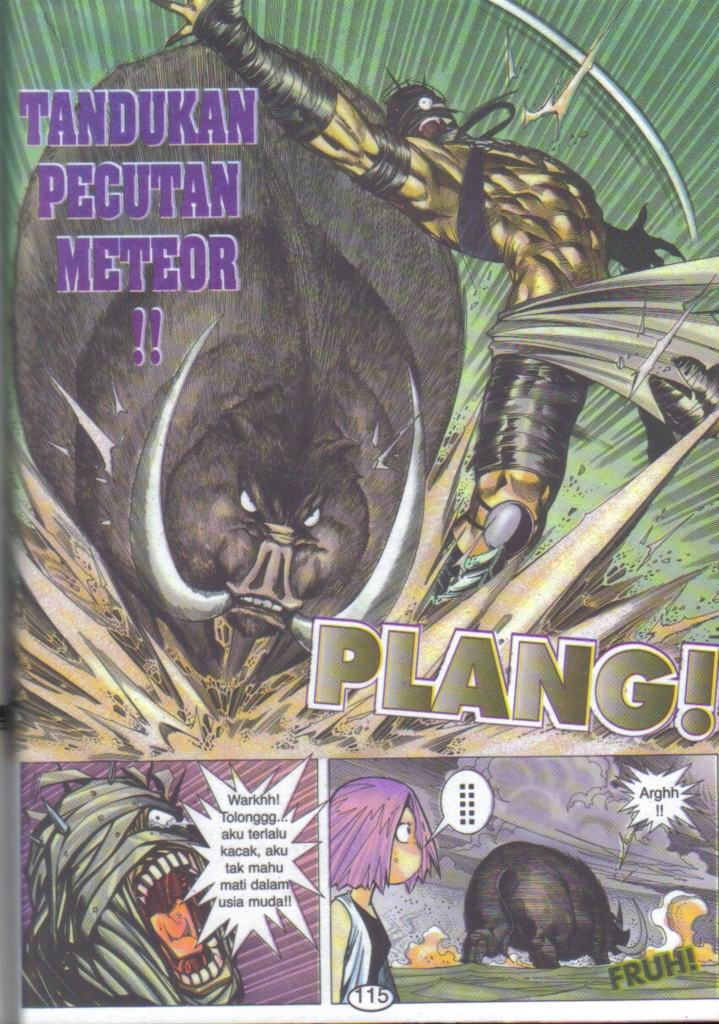 TANDUKAN
PECUTAN
METEOR
!!
PLANG!
Warkhh!
Tolonggg...
aku terlalu
kacak, aku
tak mahu
mati dalam
usia muda!!
Arghh
!!
FRUH!
115